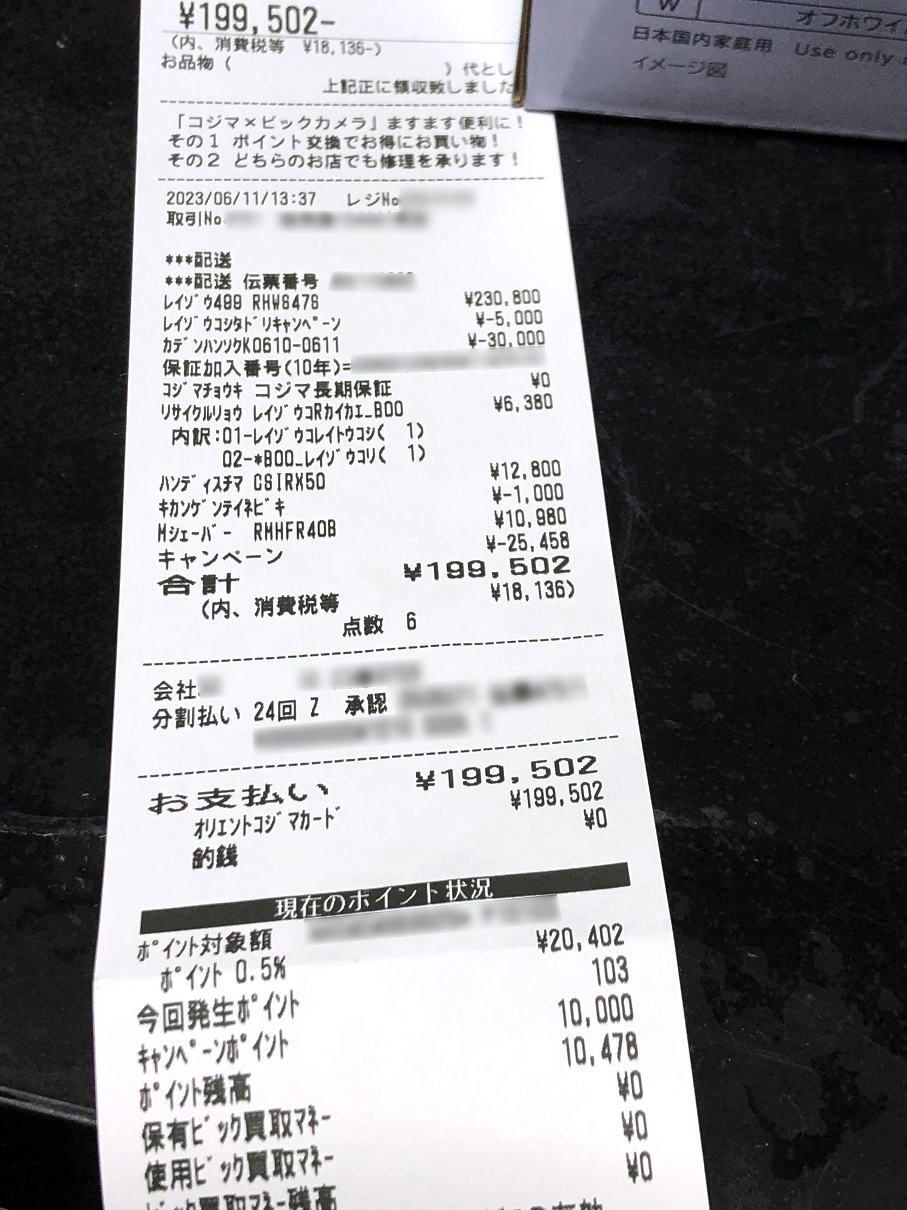 ¥199,502-
(内、消費税等 ¥18,136-)
お品物( )代とし
上記正に領収致しました
「コジマ×ビックカメラ」ますます便利に!
その1 ポイント交換でお得にお買い物!
その2 どちらのお店でも修理を承ります!
2023/06/11/13:37 レジNo
取引No
***配送
***配送 伝票番号
レイゾウ499 RHW6476 ¥230,800
レイゾウコシタドリキャンペーン ¥-5,000
カデンハンソクK0610-0611 ¥-30,000
保証加入番号(10年)=
コジマチョウキ コジマ長期保証 ¥0
リサイクルリョウ レイゾウコRカイカエ_B00 ¥6,380
内訳:01-レイゾウコレイトウコシ( 1)
02-*B00_レイゾウコリ( 1)
ハンディスチマ CSIRX50 ¥12,800
キカンゲンテイネビキ ¥-1,000
Mシェーバー RMHFR40B ¥10,980
キャンペーン ¥-25,458
合計 ¥199,502
(内、消費税等 ¥18,136)
点数 6
会社
分割払い 24回 Z 承認
お支払い ¥199,502
オリエントコジマカード ¥199,502
釣銭 ¥0
現在のポイント状況
ポイント対象額 ¥20,402
ポイント 0.5%
今回発生ポイント 103
キャンペーンポイント 10,000
ポイント残高 10,478
保有ビック買取マネー ¥0
使用ビック買取マネー ¥0
ビック買取マネー残高 ¥0
W オフホワイ
日本国内家庭用 Use only
イメージ図